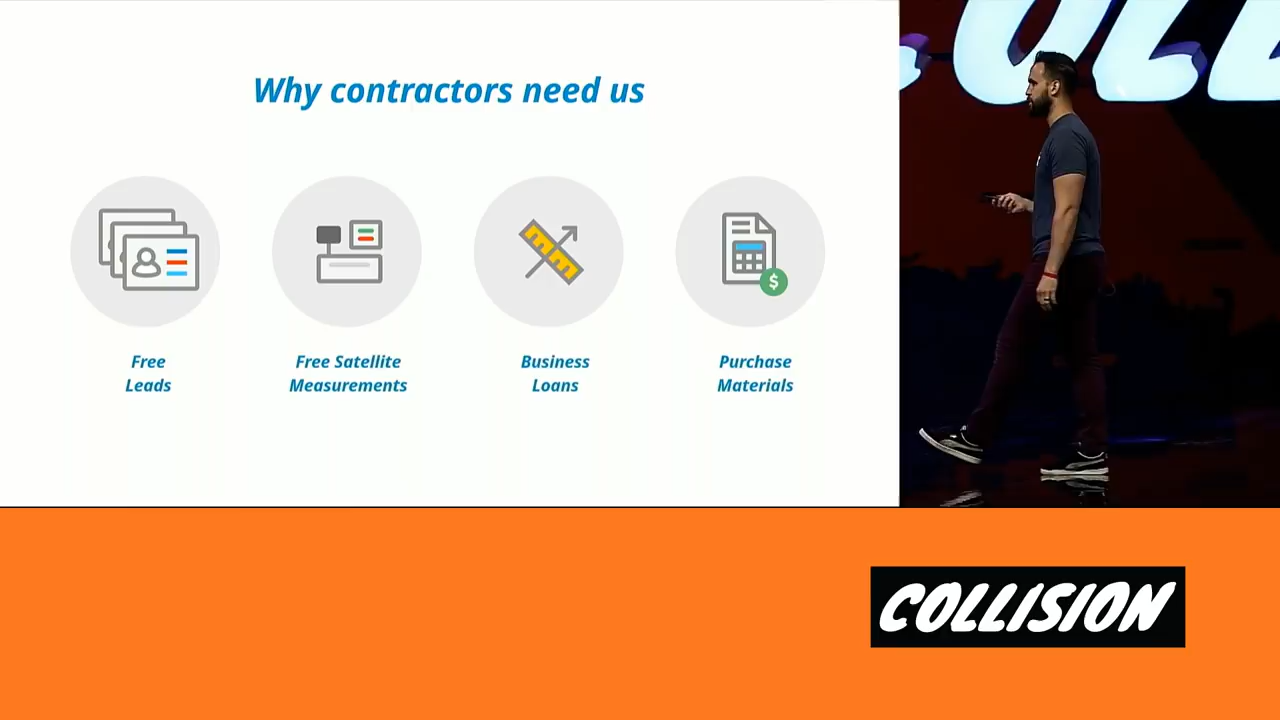 Why contractors need us
Free
Leads
Free Satellite
Measurements
Business
Loans
Purchase
Materials
$
COLLISION